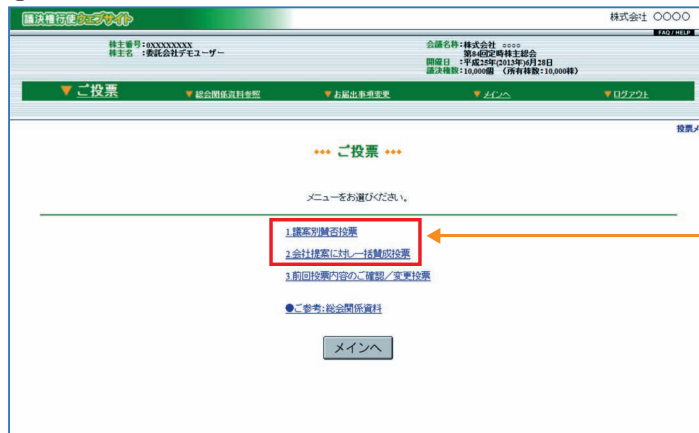 議決権行使ウェブサイト
株式会社 ○○○○
FAQ / HELP
株主番号:0XXXXXXXX
株主名 :委託会社デモユーザー
会議名称:株式会社 ○○○○
第84回定時株主総会
開催日 :平成25年(2013年)6月28日
議決権数:10,000個 (所有株数:10,000株)
▼ご投票
▼総会関係資料参照
▼お届出事項変更
▼メインへ
▼ログアウト
投票メ
ご投票
メニューをお選びください。
1.議案別賛否投票
2.会社提案に対し一括賛成投票
3.前回投票内容のご確認/変更投票
●ご参考:総会関係資料
メインへ